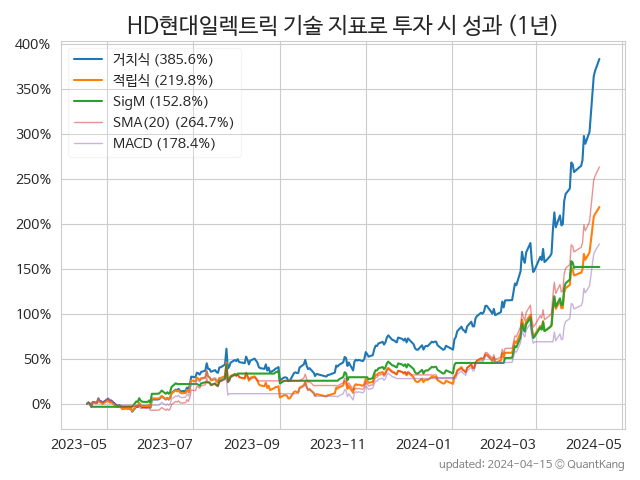 HD현대일렉트릭 기술 지표로 투자 시 성과 (1년)
400%
350%
300%
250%
200%
150%
100%
50%
0%
거치식 (385.6%)
적립식 (219.8%)
SigM (152.8%)
SMA(20) (264.7%)
MACD (178.4%)
2023-05 2023-07 2023-09 2023-11 2024-01 2024-03 2024-05
updated: 2024-04-15 © QuantKang